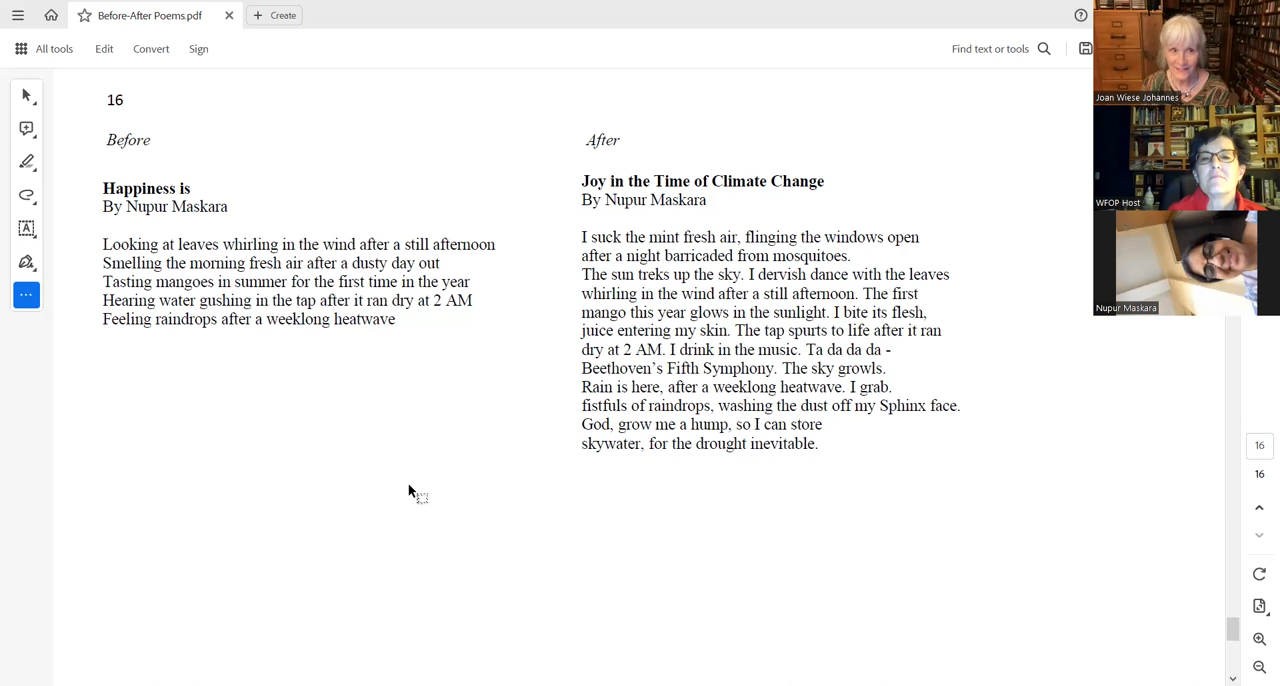 Before-After Poems.pdf
Create
All tools
Edit
Convert
Sign
Find text or tools
16
Before
Happiness is
By Nupur Maskara
Looking at leaves whirling in the wind after a still afternoon
Smelling the morning fresh air after a dusty day out
Tasting mangoes in summer for the first time in the year
Hearing water gushing in the tap after it ran dry at 2 AM
Feeling raindrops after a weeklong heatwave
After
Joy in the Time of Climate Change
By Nupur Maskara
I suck the mint fresh air, flinging the windows open
after a night barricaded from mosquitoes.
The sun treks up the sky. I dervish dance with the leaves
whirling in the wind after a still afternoon. The first
mango this year glows in the sunlight. I bite its flesh,
juice entering my skin. The tap spurts to life after it ran
dry at 2 AM. I drink in the music. Ta da da da -
Beethoven's Fifth Symphony. The sky growls.
Rain is here, after a weeklong heatwave. I grab.
fistfuls of raindrops, washing the dust off my Sphinx face.
God, grow me a hump, so I can store
skywater, for the drought inevitable.
Joan Wiese Johannes
WFOP Host
Nupur Maskara
16
16